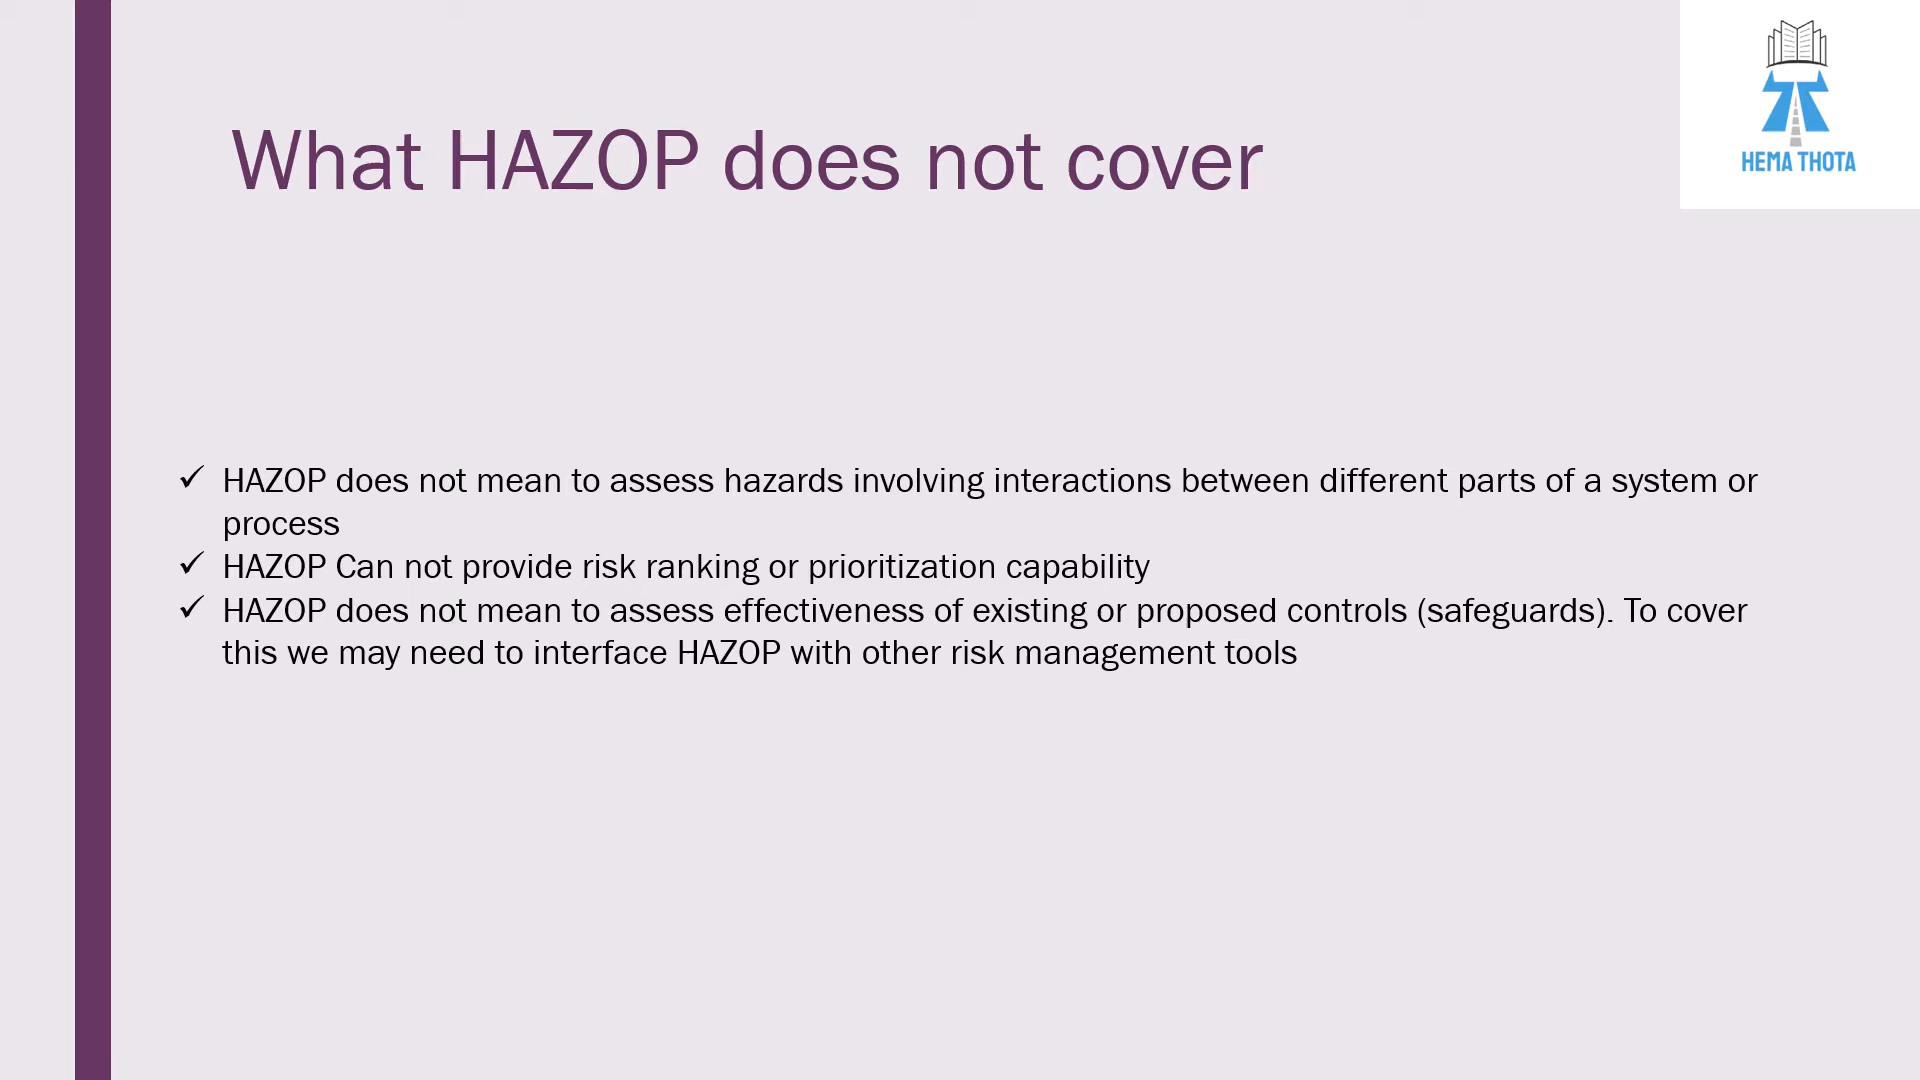 HEMA THOTA
What HAZOP does not cover
✓ HAZOP does not mean to assess hazards involving interactions between different parts of a system or
process
✓ HAZOP Can not provide risk ranking or prioritization capability
✓ HAZOP does not mean to assess effectiveness of existing or proposed controls (safeguards). To cover
this we may need to interface HAZOP with other risk management tools